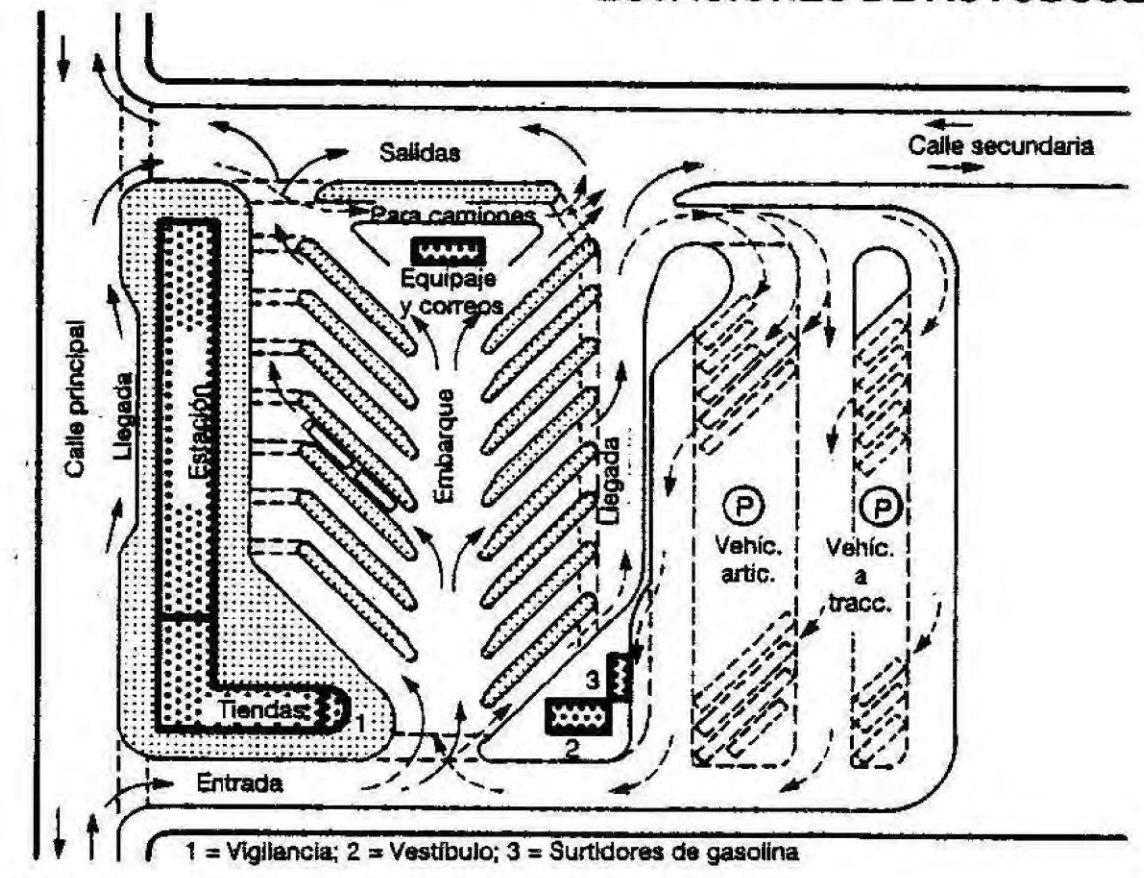 Calle secundaria
Salidas
Para camiones
Equipaje
y correos
Calle principal
Llegada
Estación
Embarque
Llegada
P
Vehíc.
artic.
P
Vehíc.
a
tracc.
Tiendas
1
3
2
Entrada
1 = Vigilancia; 2 = Vestíbulo; 3 = Surtidores de gasolina